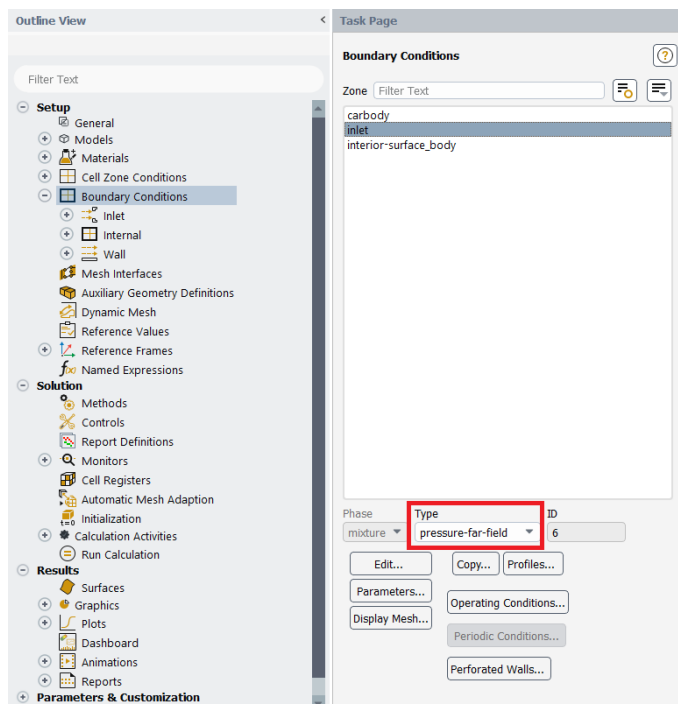 Outline View
<
Filter Text
Setup
General
Models
Materials
Cell Zone Conditions
Boundary Conditions
Inlet
Internal
Wall
Mesh Interfaces
Auxiliary Geometry Definitions
Dynamic Mesh
Reference Values
Reference Frames
f(x) Named Expressions
Solution
Methods
Controls
Report Definitions
Monitors
Cell Registers
Automatic Mesh Adaption
t=0 Initialization
Calculation Activities
Run Calculation
Results
Surfaces
Graphics
Plots
Dashboard
Animations
Reports
Parameters & Customization
Task Page
Boundary Conditions
?
Zone Filter Text
carbody
inlet
interior-surface_body
Phase Type ID
mixture pressure-far-field 6
Edit... Copy... Profiles...
Parameters... Operating Conditions...
Display Mesh...
Periodic Conditions...
Perforated Walls...